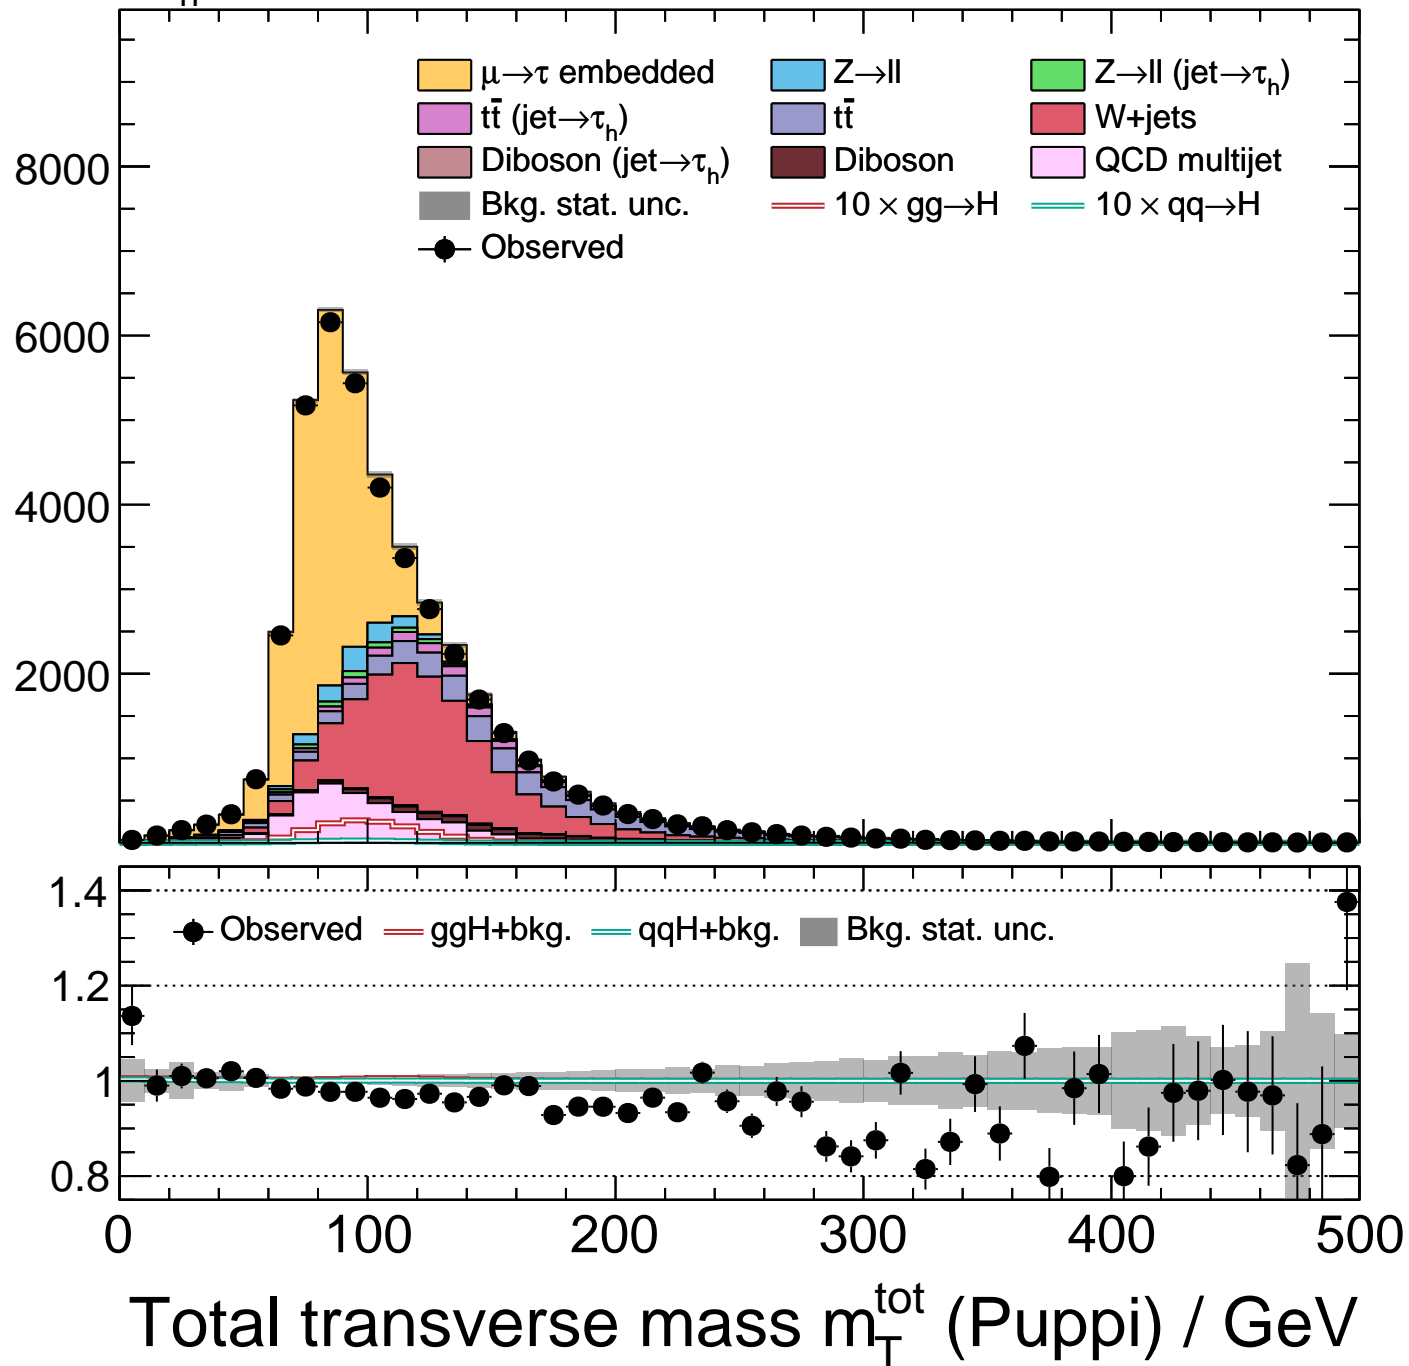 h
μ→τ embedded Z→ll Z→ll (jet→τh)
tt̄ (jet→τh) tt̄ W+jets
Diboson (jet→τh) Diboson QCD multijet
Bkg. stat. unc. 10 × gg→H 10 × qq→H
Observed
8000
6000
4000
2000
1.4
Observed ggH+bkg. qqH+bkg. Bkg. stat. unc.
1.2
1
0.8
0 100 200 300 400 500
Total transverse mass m_T^tot (Puppi) / GeV